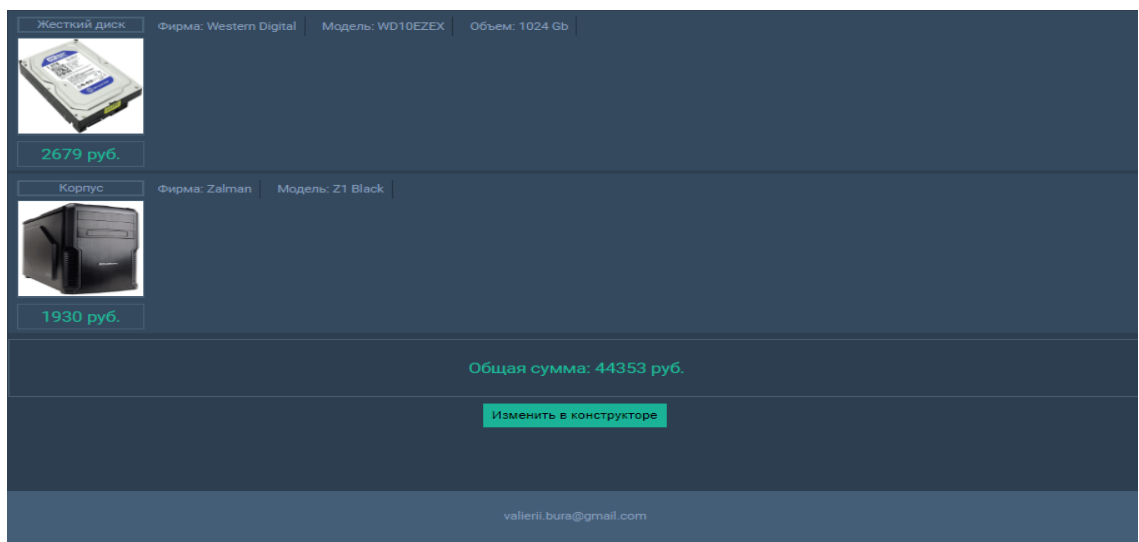 Жесткий диск Фирма: Western Digital Модель: WD10EZEX Объем: 1024 Gb
2679 руб.
Корпус Фирма: Zalman Модель: Z1 Black
1930 руб.
Общая сумма: 44353 руб.
Изменить в конструкторе
valierii.bura@gmail.com